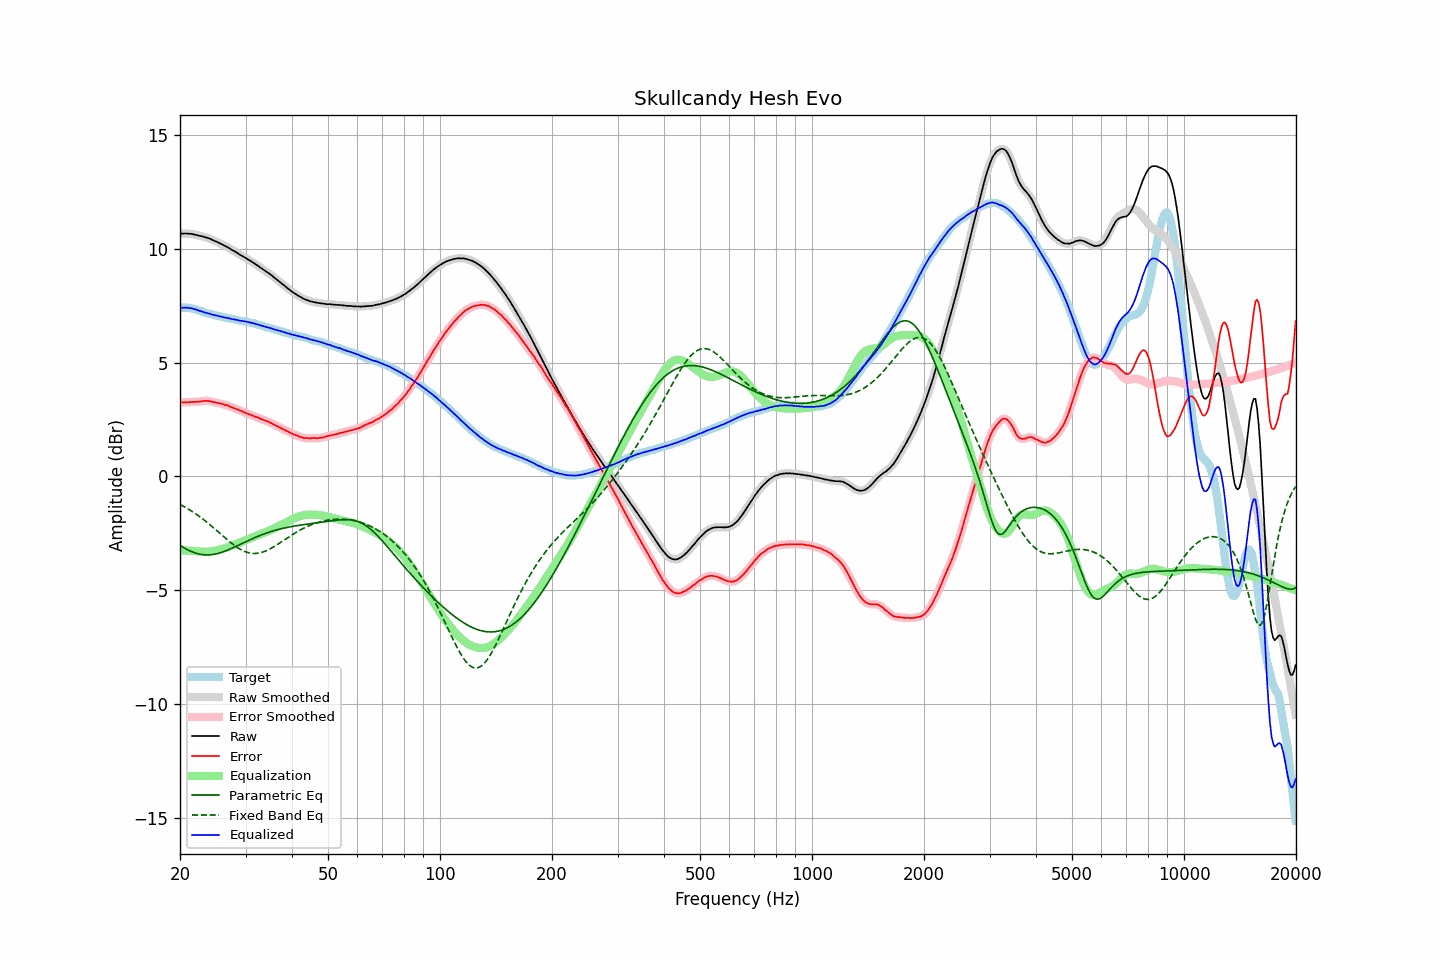 Skullcandy Hesh Evo
Amplitude (dBr)
15
10
5
0
−5
−10
−15
Target
Raw Smoothed
Error Smoothed
Raw
Error
Equalization
Parametric Eq
Fixed Band Eq
Equalized
20 50 100 200 500 1000 2000 5000 10000 20000
Frequency (Hz)